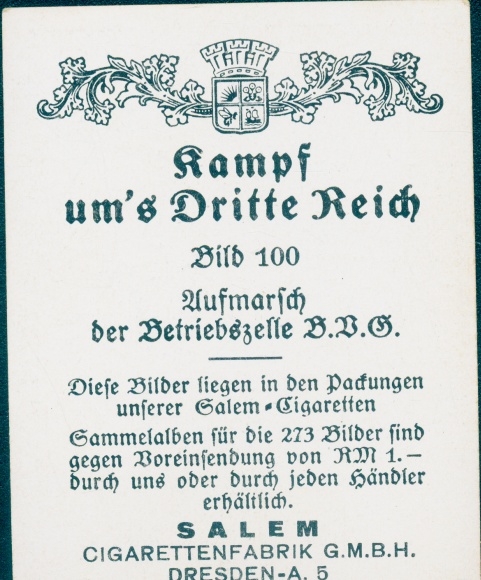 Kampf
um's Dritte Reich
Bild 100
Aufmarsch
der Betriebszelle B.V.G.
Diese Bilder liegen in den Packungen
unserer Salem-Cigaretten
Sammelalben für die 273 Bilder sind
gegen Voreinsendung von RM 1.—
durch uns oder durch jeden Händler
erhältlich.
SALEM
CIGARETTENFABRIK G.M.B.H.
DRESDEN-A. 5